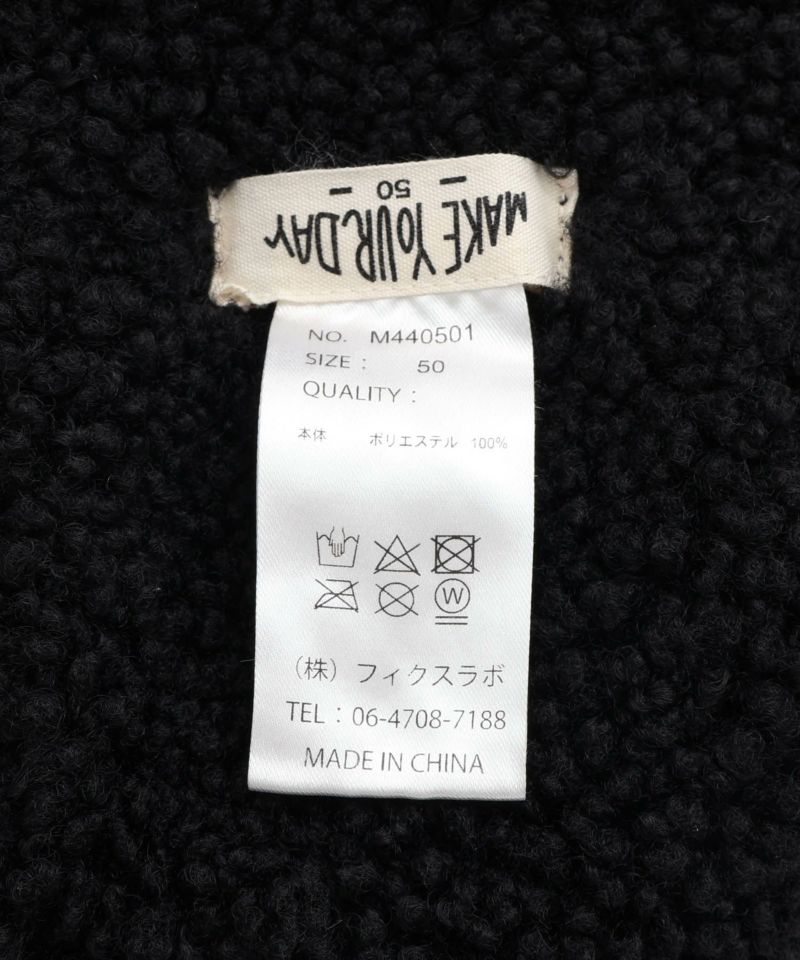 MAKE YOUR DAY
- 50 -
NO. M440501
SIZE : 50
QUALITY :
本体 ポリエステル 100%
W
(株) フィクスラボ
TEL : 06-4708-7188
MADE IN CHINA